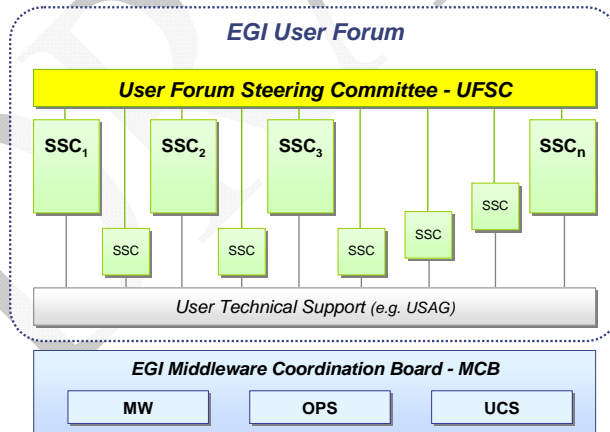 EGI User Forum
User Forum Steering Committee - UFSC
SSC1 SSC2 SSC3 SSCn
SSC
SSC
SSC SSC SSC
User Technical Support (e.g. USAG)
EGI Middleware Coordination Board - MCB
MW OPS UCS